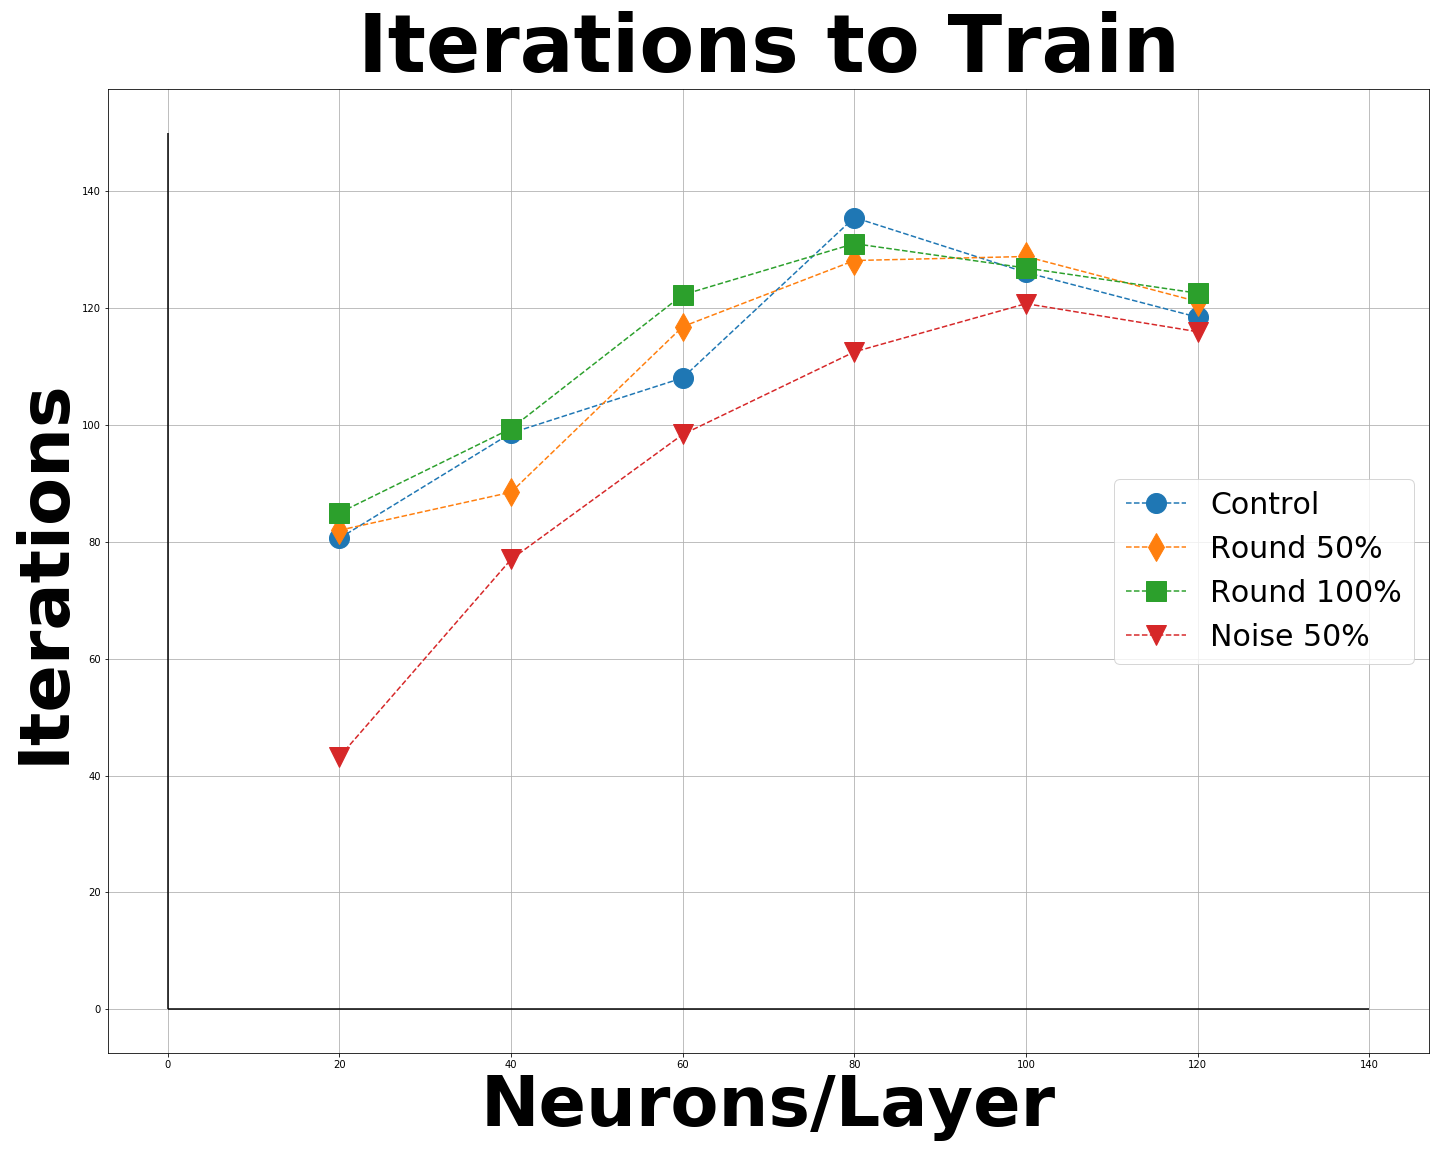 Iterations to Train
Iterations
140
120
100
80
60
40
20
0
Control
Round 50%
Round 100%
Noise 50%
0 20 40 60 80 100 120 140
Neurons/Layer